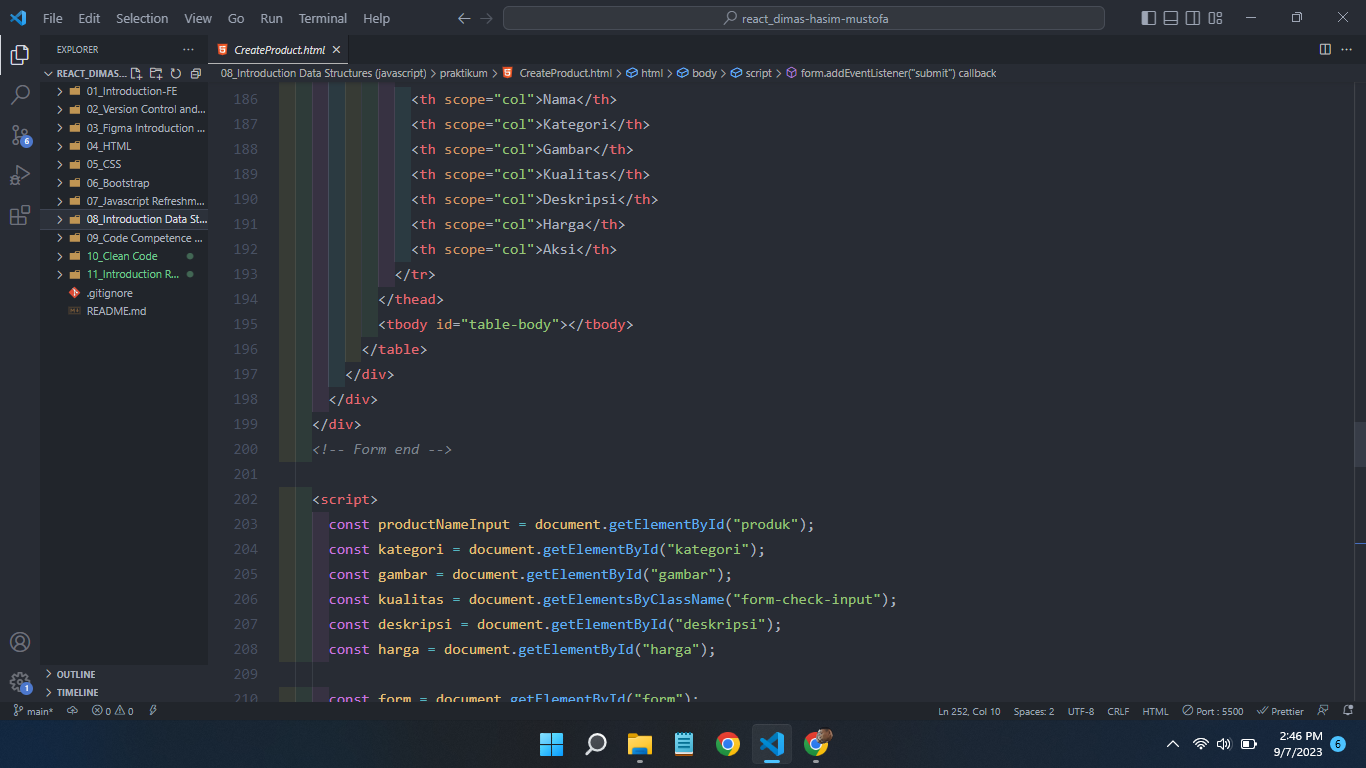 File Edit Selection View Go Run Terminal Help
react_dimas-hasim-mustofa
EXPLORER
CreateProduct.html
REACT_DIMAS...
08_Introduction Data Structures (javascript) > praktikum > CreateProduct.html > html > body > script > form.addEventListener("submit") callback
01_Introduction-FE
02_Version Control and...
03_Figma Introduction ...
04_HTML
05_CSS
06_Bootstrap
07_Javascript Refreshm...
08_Introduction Data St...
09_Code Competence ...
10_Clean Code
11_Introduction R...
.gitignore
README.md
OUTLINE
TIMELINE
6
1
186 <th scope="col">Nama</th>
187 <th scope="col">Kategori</th>
188 <th scope="col">Gambar</th>
189 <th scope="col">Kualitas</th>
190 <th scope="col">Deskripsi</th>
191 <th scope="col">Harga</th>
192 <th scope="col">Aksi</th>
193 </tr>
194 </thead>
195 <tbody id="table-body"></tbody>
196 </table>
197 </div>
198 </div>
199 </div>
200 <!-- Form end -->
201
202 <script>
203 const productNameInput = document.getElementById("produk");
204 const kategori = document.getElementById("kategori");
205 const gambar = document.getElementById("gambar");
206 const kualitas = document.getElementsByClassName("form-check-input");
207 const deskripsi = document.getElementById("deskripsi");
208 const harga = document.getElementById("harga");
209
210 const form = document.getElementById("form");
main* 0 0 Ln 252, Col 10 Spaces: 2 UTF-8 CRLF HTML Port : 5500 Prettier
2:46 PM
9/7/2023 6